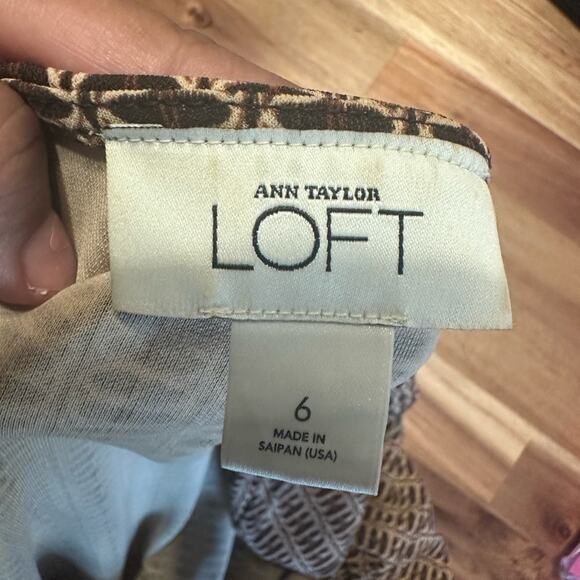 ANN TAYLOR
LOFT
6
MADE IN
SAIPAN (USA)